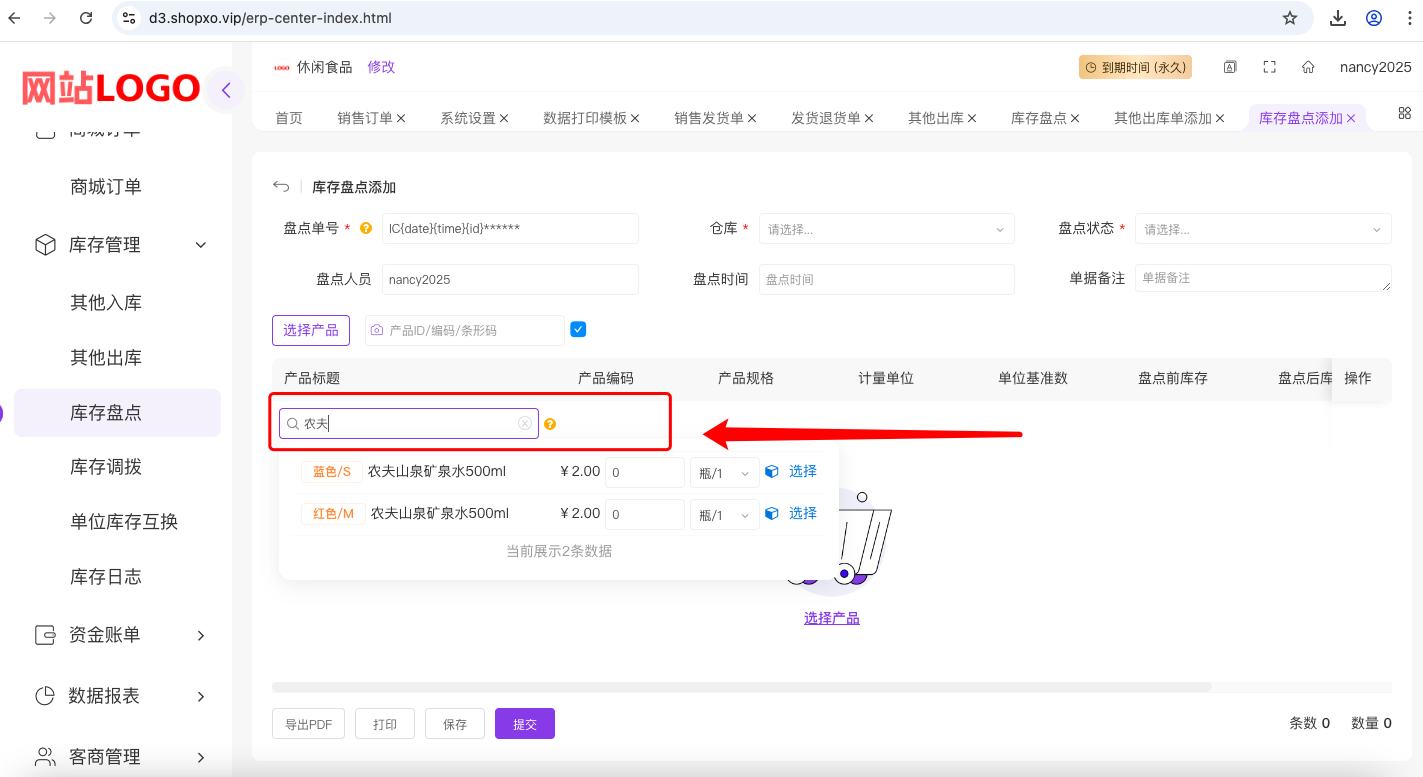 d3.shopxo.vip/erp-center-index.html
网站LOGO
LOGO 休闲食品 修改
到期时间 (永久)
nancy2025
首页 销售订单 系统设置 数据打印模板 销售发货单 发货退货单 其他出库 库存盘点 其他出库单添加 库存盘点添加
商城订单
商城订单
库存管理
其他入库
其他出库
库存盘点
库存调拨
单位库存互换
库存日志
资金账单
数据报表
客商管理
库存盘点添加
盘点单号 * ? IC{date}{time}{id}****** 仓库 * 请选择... 盘点状态 * 请选择...
盘点人员 nancy2025 盘点时间 盘点时间 单据备注 单据备注
选择产品 产品ID/编码/条形码
产品标题 产品编码 产品规格 计量单位 单位基准数 盘点前库存 盘点后库 操作
农夫 ?
蓝色/S 农夫山泉矿泉水500ml ¥ 2.00 0 瓶/1 选择
红色/M 农夫山泉矿泉水500ml ¥ 2.00 0 瓶/1 选择
当前展示2条数据
选择产品
导出PDF 打印 保存 提交 条数 0 数量 0